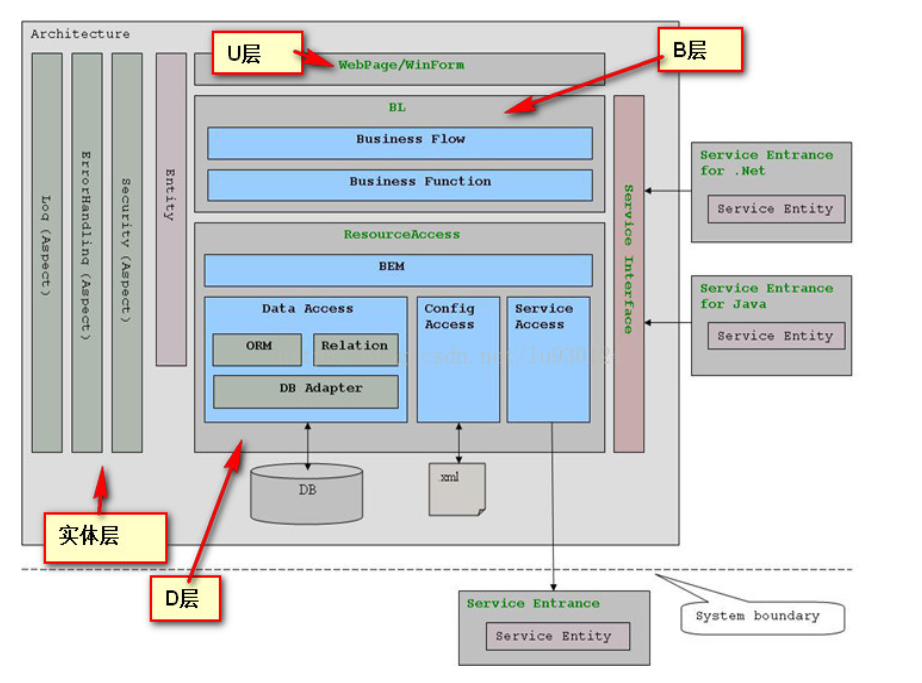 Architecture
U层
B层
WebPage/WinForm
BL
Business Flow
Business Function
ResourceAccess
BEM
Data Access
ORM
Relation
DB Adapter
Config
Access
Service
Access
Log (Aspect)
ErrorHandling (Aspect)
Security (Aspect)
Entity
Service Interface
Service Entrance
for .Net
Service Entity
Service Entrance
for Java
Service Entity
DB
.xml
实体层
D层
Service Entrance
Service Entity
System boundary